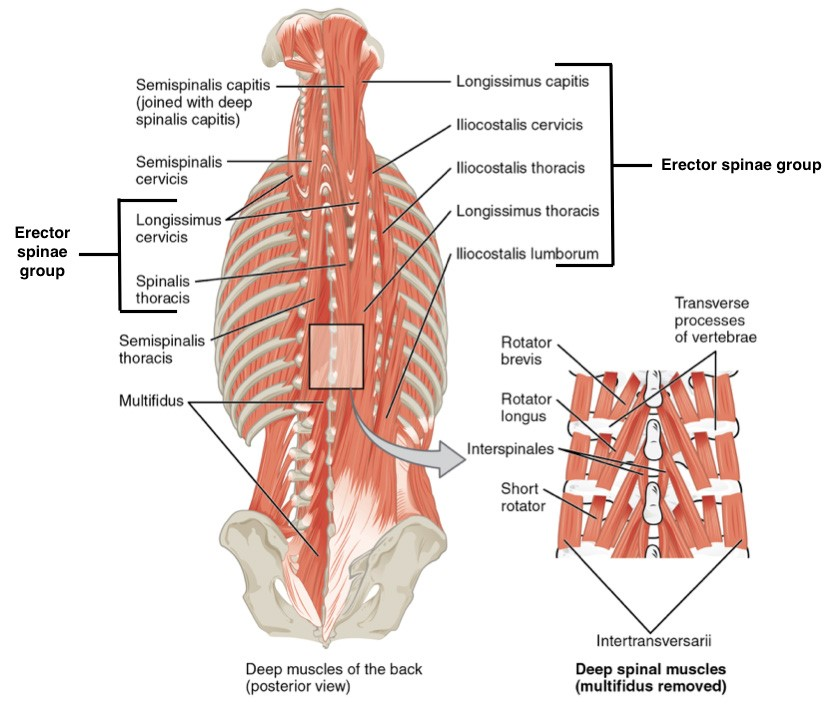 Semispinalis capitis
(joined with deep
spinalis capitis)
Semispinalis
cervicis
Erector
spinae
group
Longissimus
cervicis
Spinalis
thoracis
Semispinalis
thoracis
Multifidus
Longissimus capitis
Iliocostalis cervicis
Iliocostalis thoracis
Longissimus thoracis
Iliocostalis lumborum
Erector spinae group
Transverse
processes
of vertebrae
Rotator
brevis
Rotator
longus
Interspinales
Short
rotator
Intertransversarii
Deep muscles of the back
(posterior view)
Deep spinal muscles
(multifidus removed)